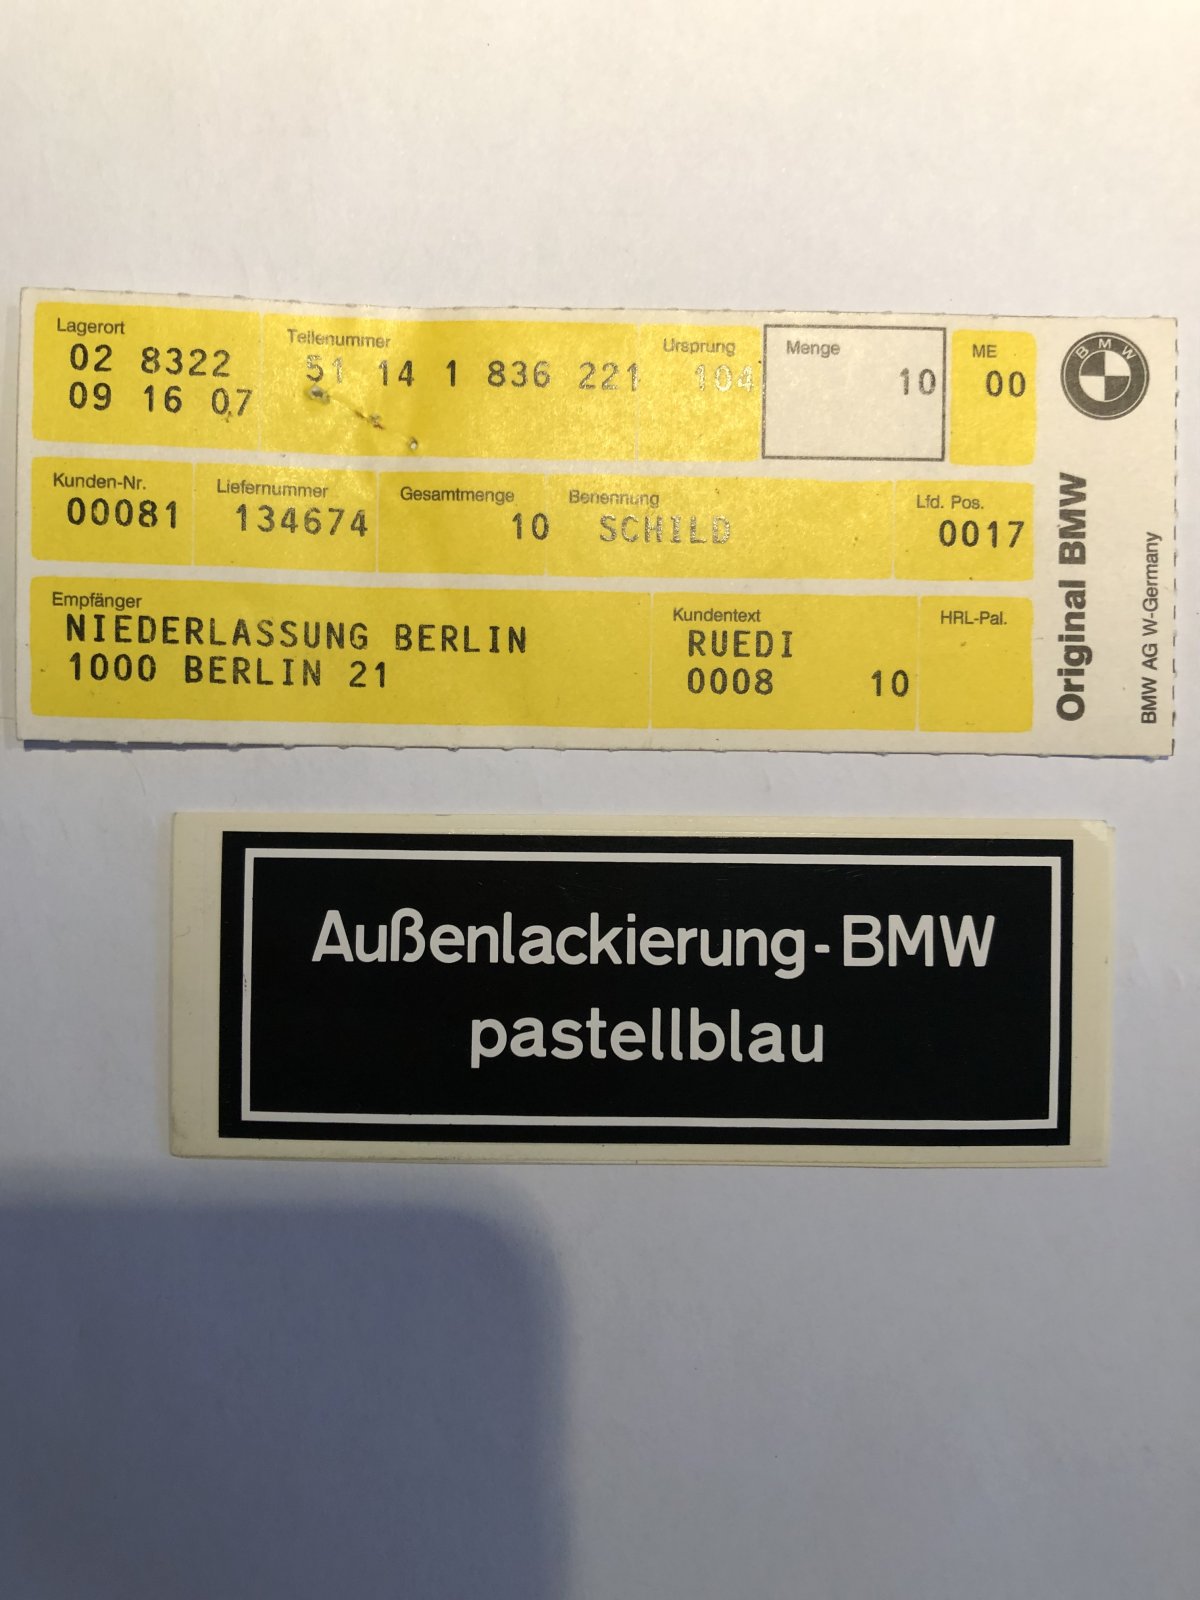 Lagerort
02 8322
09 16 07
Teilenummer
51 14 1 836 221
Ursprung
104
Menge
10
ME
00
BMW
Kunden-Nr.
00081
Liefernummer
134674
Gesamtmenge
10
Benennung
SCHILD
Lfd. Pos.
0017
Empfänger
NIEDERLASSUNG BERLIN
1000 BERLIN 21
Kundentext
RUEDI
0008 10
HRL-Pal.
Original BMW
BMW AG W-Germany
Außenlackierung-BMW
pastellblau